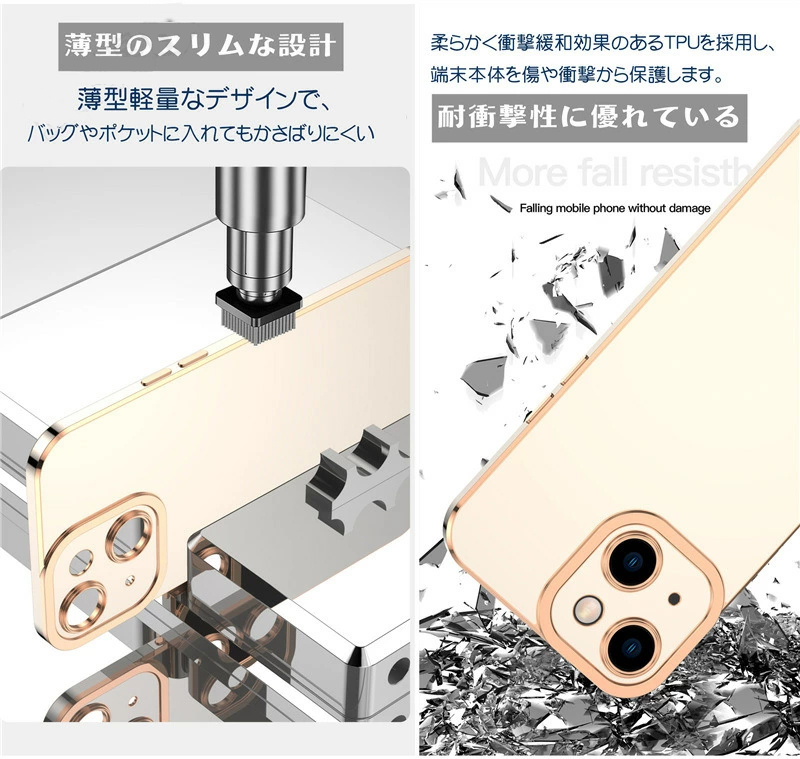 薄型のスリムな設計
薄型軽量なデザインで、
バッグやポケットに入れてもかさばりにくい
柔らかく衝撃緩和効果のあるTPUを採用し、
端末本体を傷や衝撃から保護します。
耐衝撃性に優れている
More fall resisth
Falling mobile phone without damage